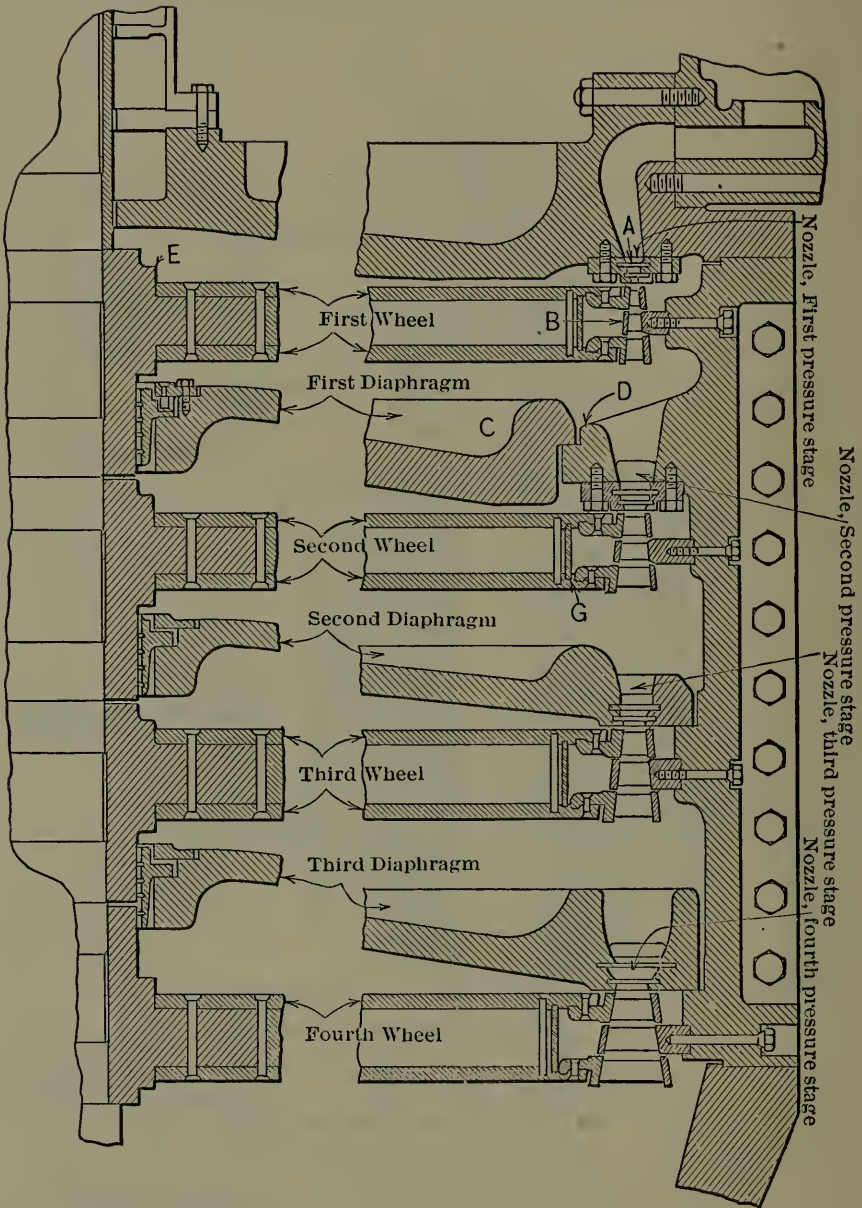 A
Nozzle, First pressure stage
E
First Wheel
B
First Diaphragm
D
C
Nozzle, Second pressure stage
Second Wheel
G
Second Diaphragm
Nozzle, third pressure stage
Third Wheel
Third Diaphragm
Nozzle, fourth pressure stage
Fourth Wheel